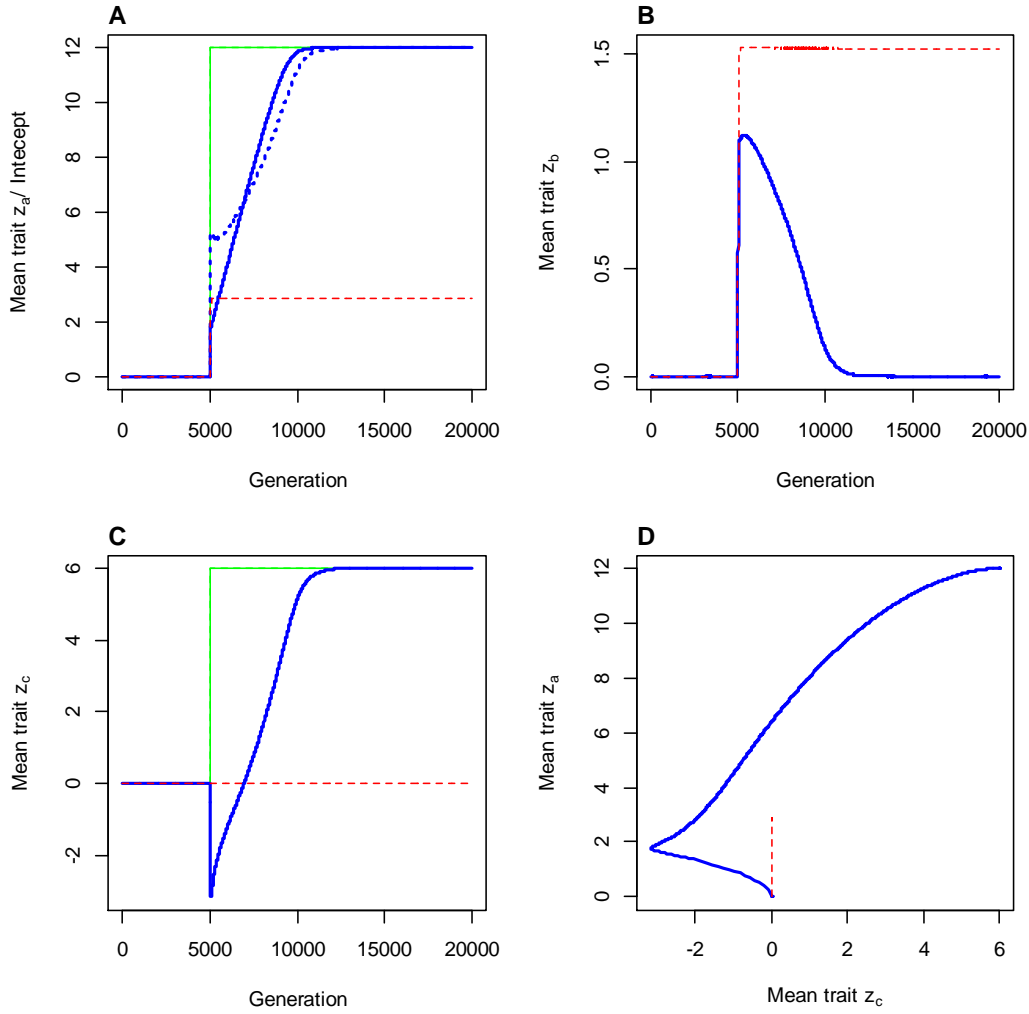 A
Mean trait z_a/ Intecept
0 2 4 6 8 10 12
0 5000 10000 15000 20000
Generation
B
Mean trait z_b
0.0 0.5 1.0 1.5
0 5000 10000 15000 20000
Generation
C
Mean trait z_c
-2 0 2 4 6
0 5000 10000 15000 20000
Generation
D
Mean trait z_a
0 2 4 6 8 10 12
-2 0 2 4 6
Mean trait z_c